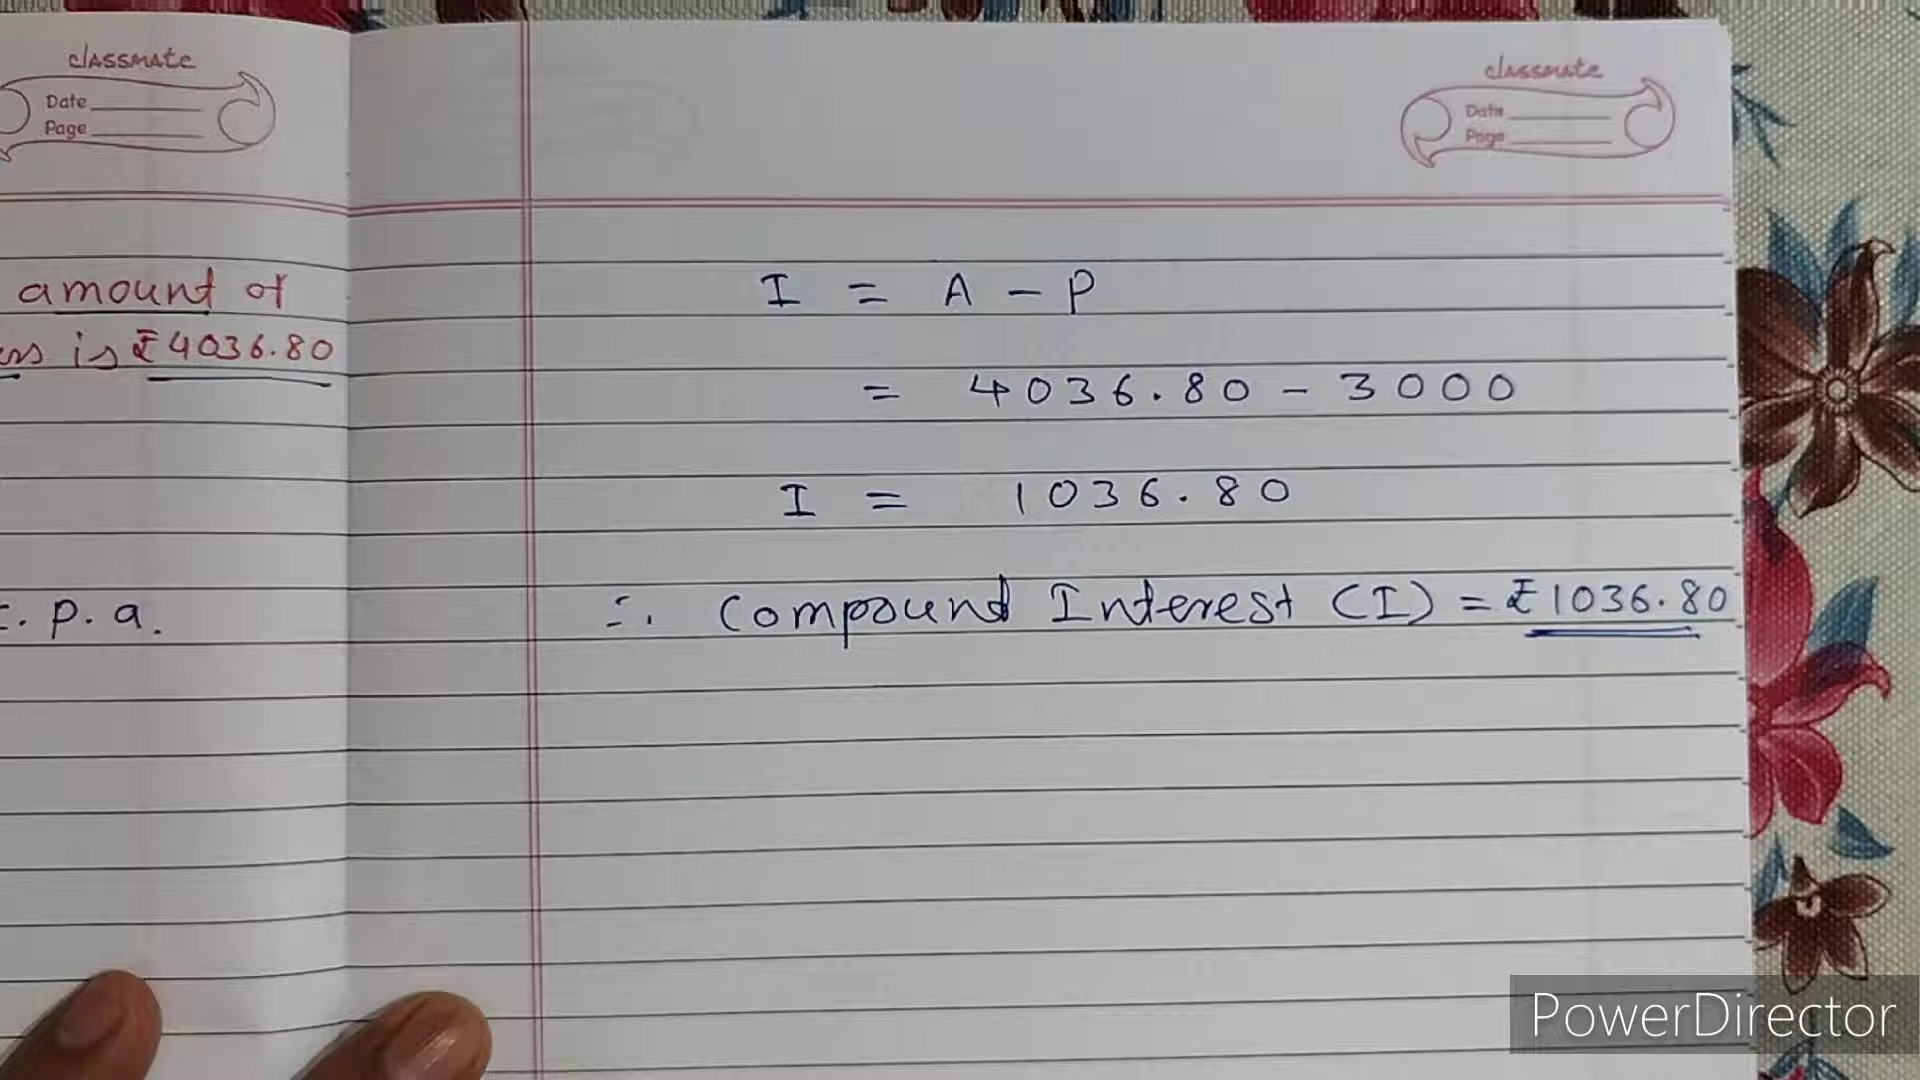 classmate
Date
Page
amount of
is ₹4036.80
p.a.
classmate
Date
Page
I = A - P
= 4036.80 - 3000
I = 1036.80
∴ Compound Interest (I) = ₹1036.80
PowerDirector